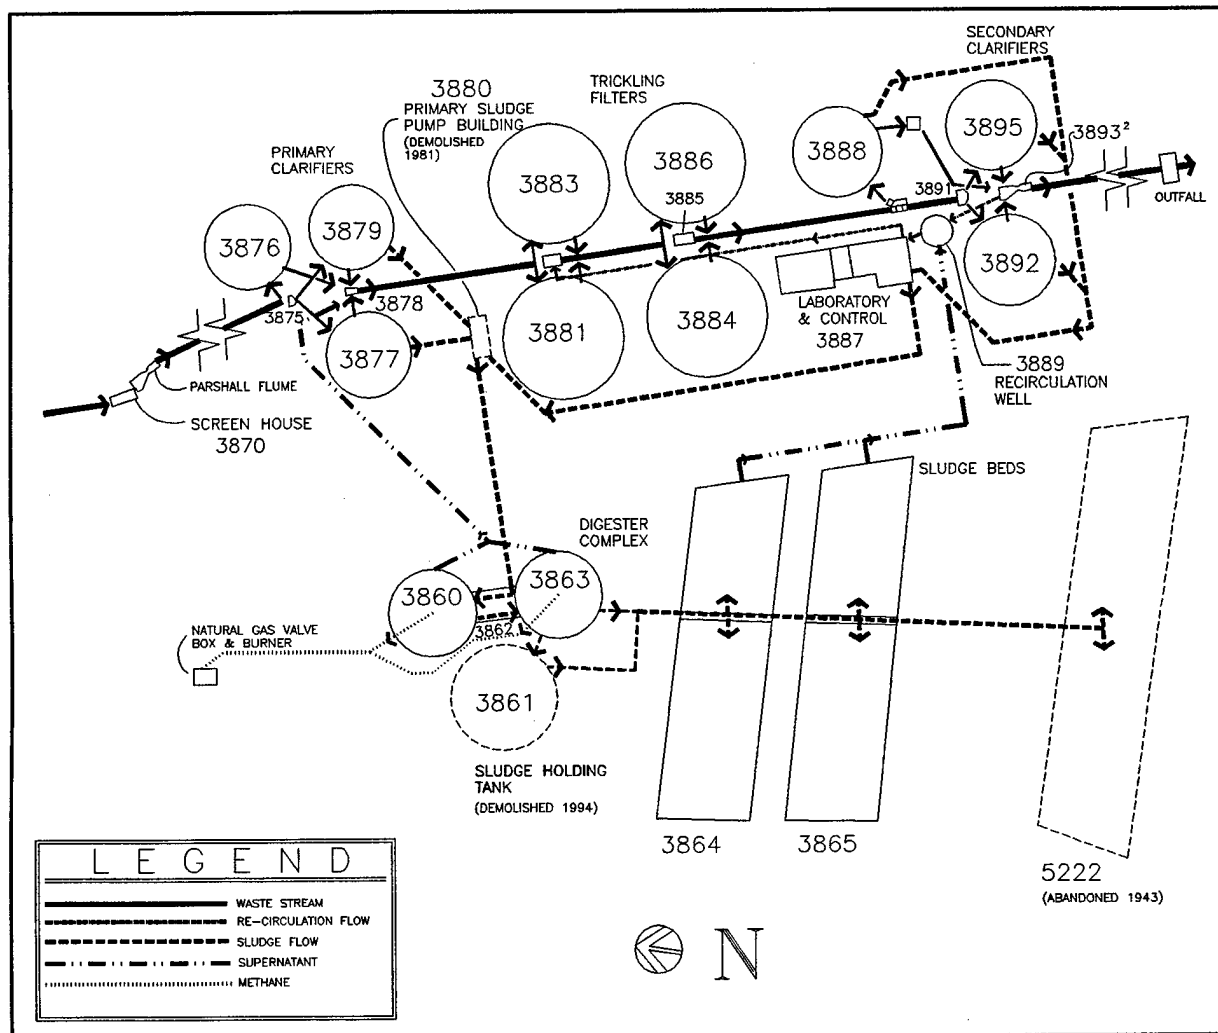 SECONDARY
CLARIFIERS
3880
PRIMARY SLUDGE
PUMP BUILDING
(DEMOLISHED
1981)
TRICKLING
FILTERS
PRIMARY
CLARIFIERS
3876
3879
3883
3886
3885
3888
3895
3893²
3891
OUTFALL
3875
3878
3877
3881
3884
LABORATORY
& CONTROL
3887
3892
3889
RECIRCULATION
WELL
PARSHALL FLUME
SCREEN HOUSE
3870
SLUDGE BEDS
DIGESTER
COMPLEX
3860
3863
3862
NATURAL GAS VALVE
BOX & BURNER
3861
SLUDGE HOLDING
TANK
(DEMOLISHED 1994)
3864
3865
5222
(ABANDONED 1943)
LEGEND
WASTE STREAM
RE-CIRCULATION FLOW
SLUDGE FLOW
SUPERNATANT
METHANE
N